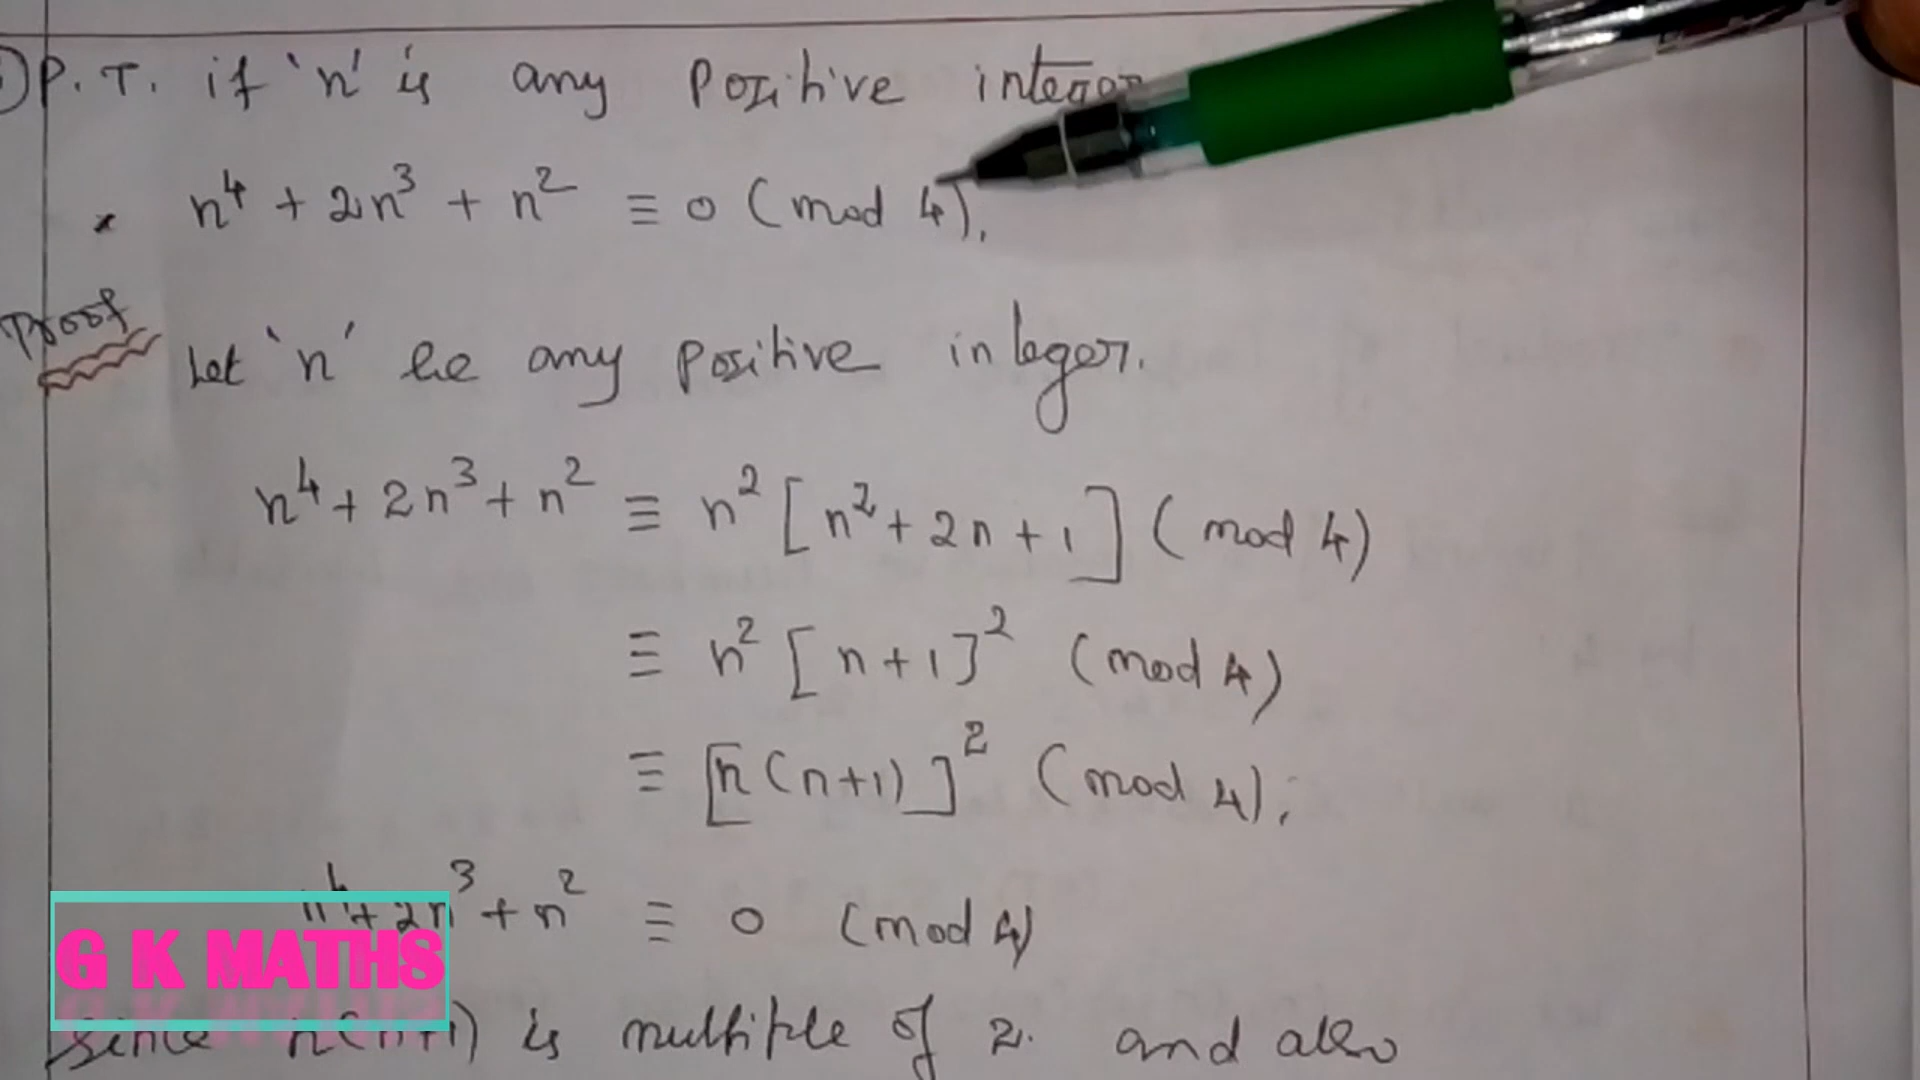 P.T. if 'n' is any positive integer
n⁴ + 2n³ + n² ≡ 0 (mod 4).
Proof
Let 'n' be any positive integer.
n⁴ + 2n³ + n² ≡ n² [n² + 2n + 1] (mod 4)
≡ n² [n + 1]² (mod 4)
≡ [n (n+1)]² (mod 4).
n⁴ + 2n³ + n² ≡ 0 (mod 4)
G K MATHS
since n(n+1) is multiple of 2. and also